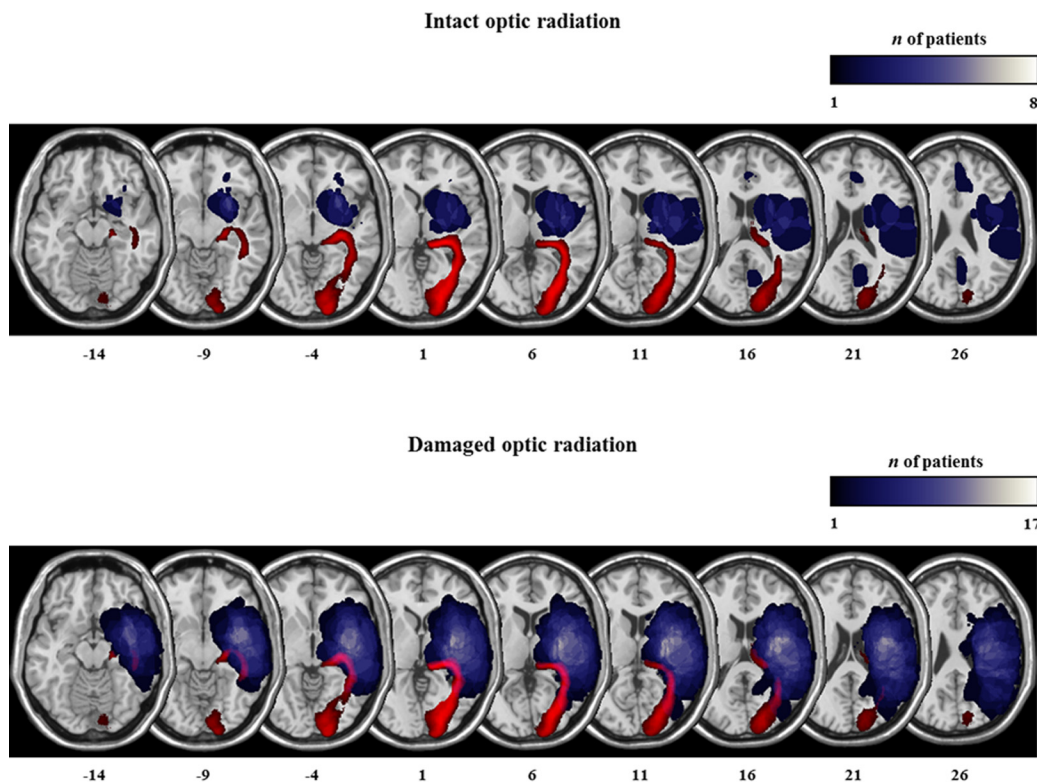 Intact optic radiation
n of patients
1 8
-14 -9 -4 1 6 11 16 21 26
Damaged optic radiation
n of patients
1 17
-14 -9 -4 1 6 11 16 21 26